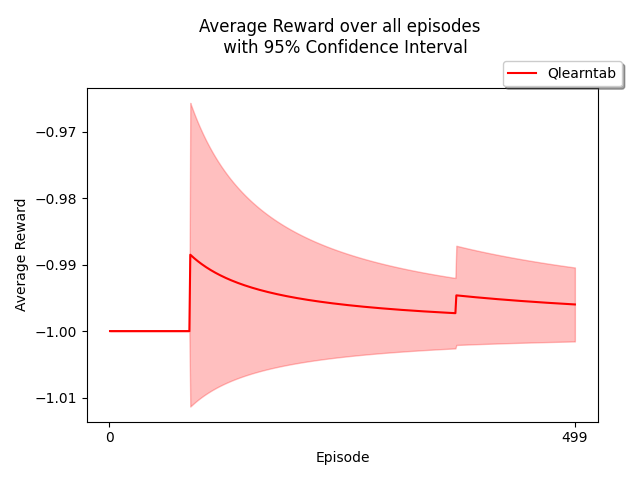 Average Reward over all episodes
with 95% Confidence Interval
Qlearntab
−0.97
−0.98
−0.99
−1.00
−1.01
Average Reward
0
499
Episode